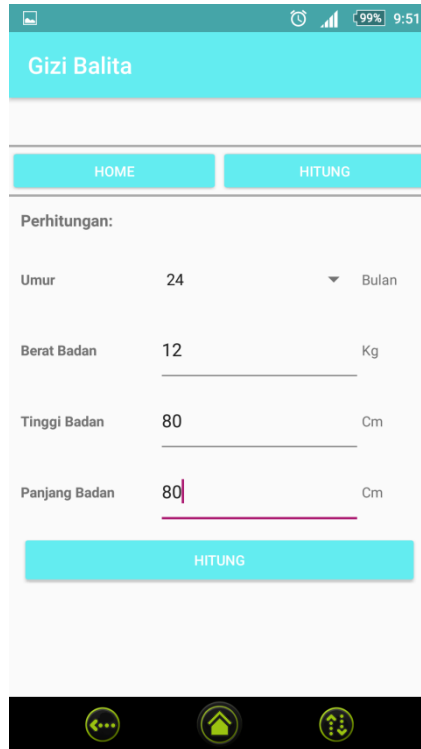 99% 9:51
Gizi Balita
HOME HITUNG
Perhitungan:
Umur 24 Bulan
Berat Badan 12 Kg
Tinggi Badan 80 Cm
Panjang Badan 80 Cm
HITUNG